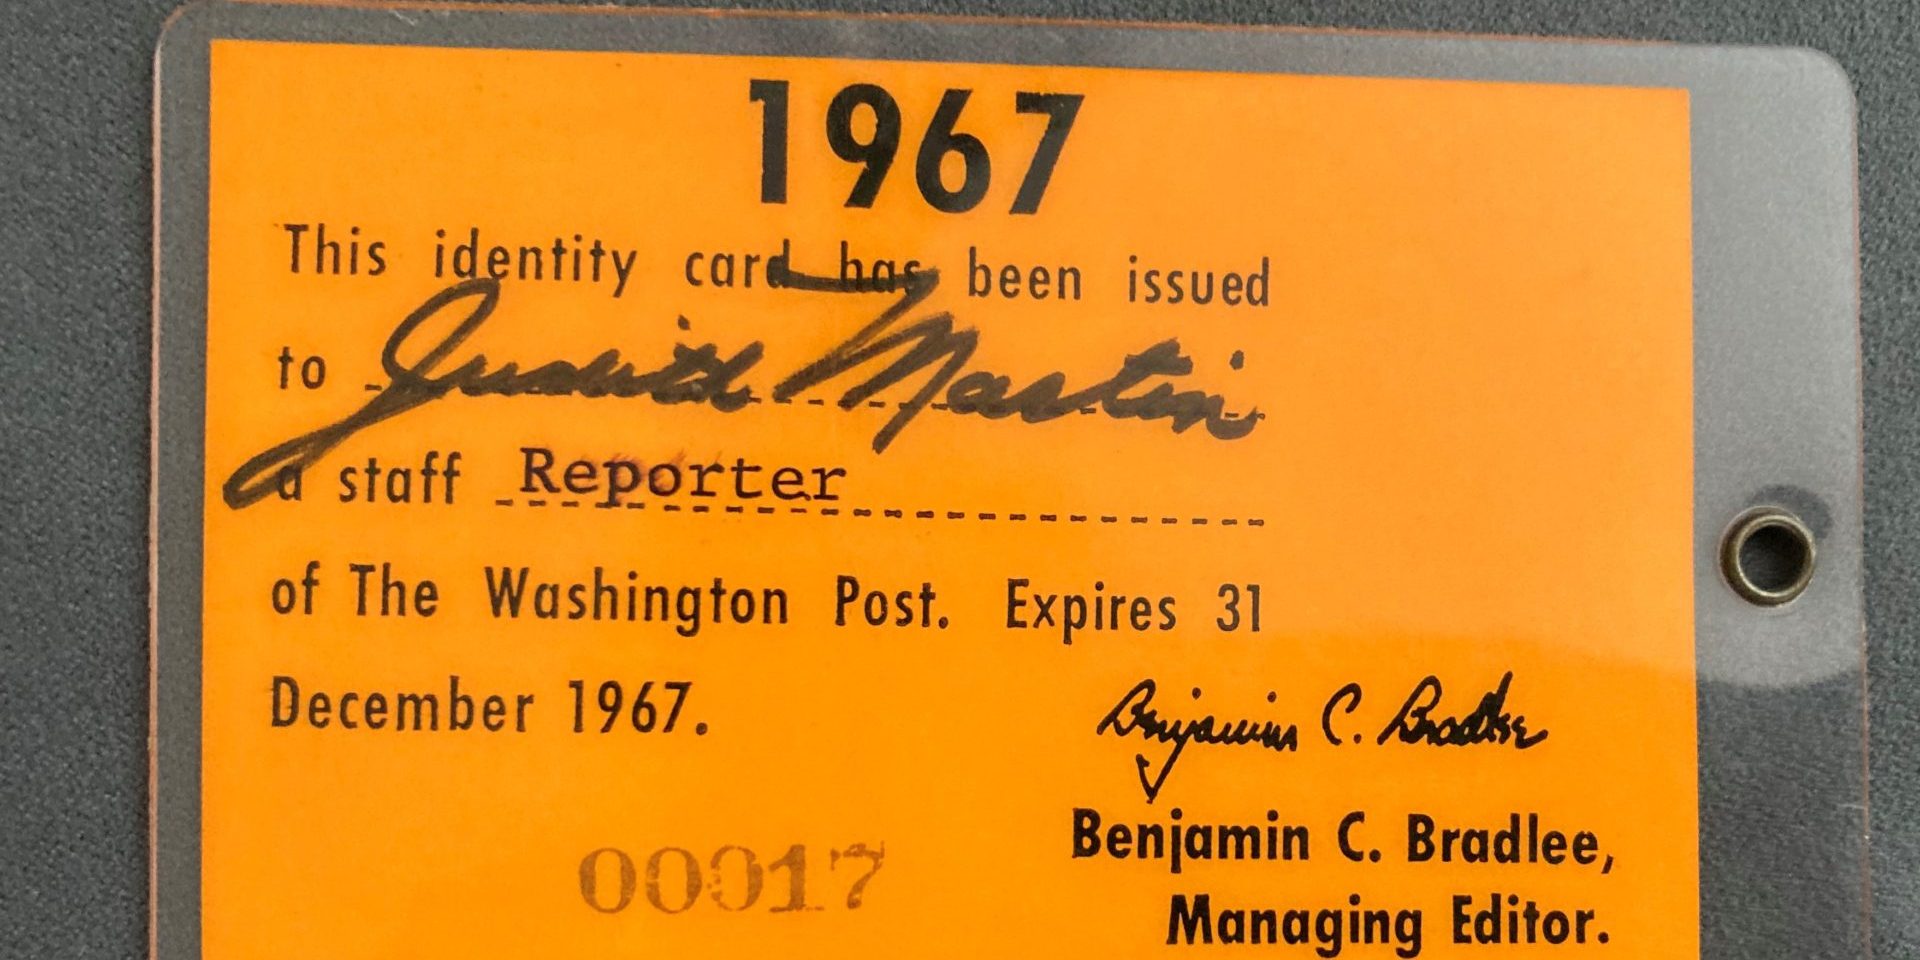 1967
This identity card has been issued
to Judith Martin
a staff Reporter
of The Washington Post. Expires 31
December 1967.
Benjamin C. Bradlee
Benjamin C. Bradlee,
00017
Managing Editor.